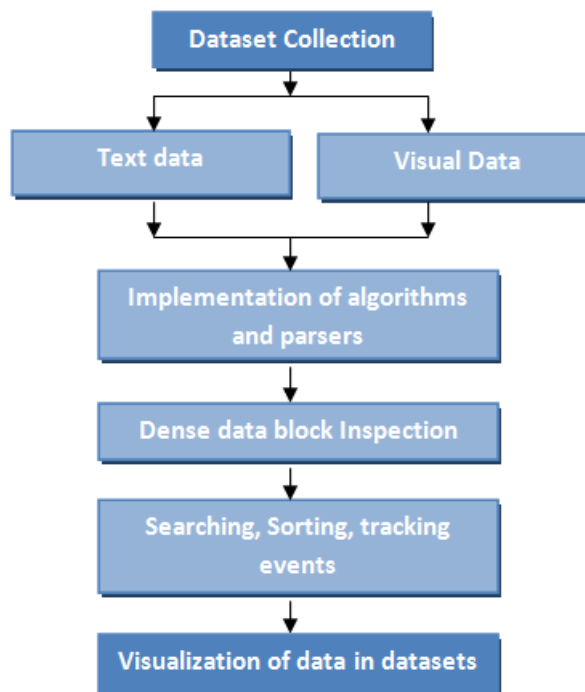 Dataset Collection
Text data
Visual Data
Implementation of algorithms
and parsers
Dense data block Inspection
Searching, Sorting, tracking
events
Visualization of data in datasets